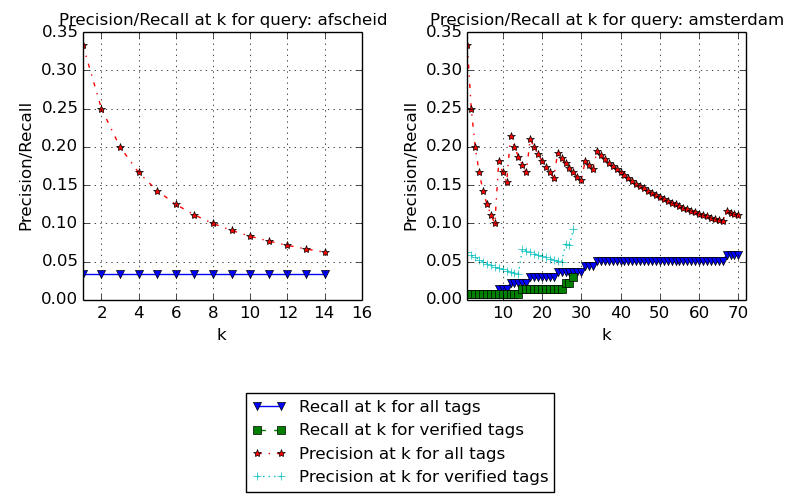 Precision/Recall at k for query: afscheid
Precision/Recall
0.35
0.30
0.25
0.20
0.15
0.10
0.05
0.00
2 4 6 8 10 12 14 16
k
Precision/Recall at k for query: amsterdam
Precision/Recall
0.35
0.30
0.25
0.20
0.15
0.10
0.05
0.00
10 20 30 40 50 60 70
k
Recall at k for all tags
Recall at k for verified tags
Precision at k for all tags
Precision at k for verified tags